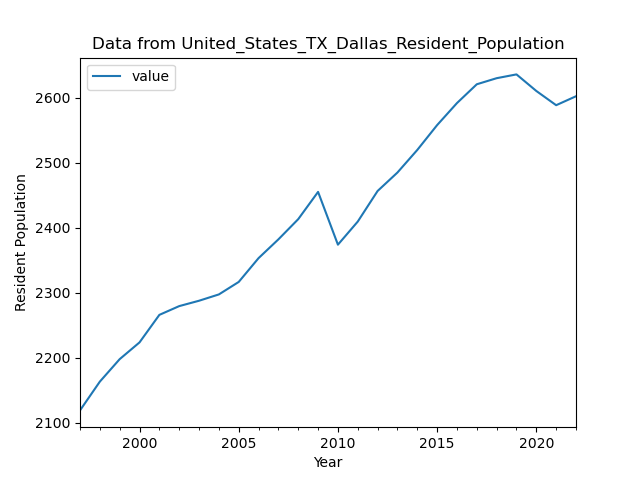 Data from United_States_TX_Dallas_Resident_Population
value
2600
2500
2400
2300
2200
2100
Resident Population
2000
2005
2010
2015
2020
Year